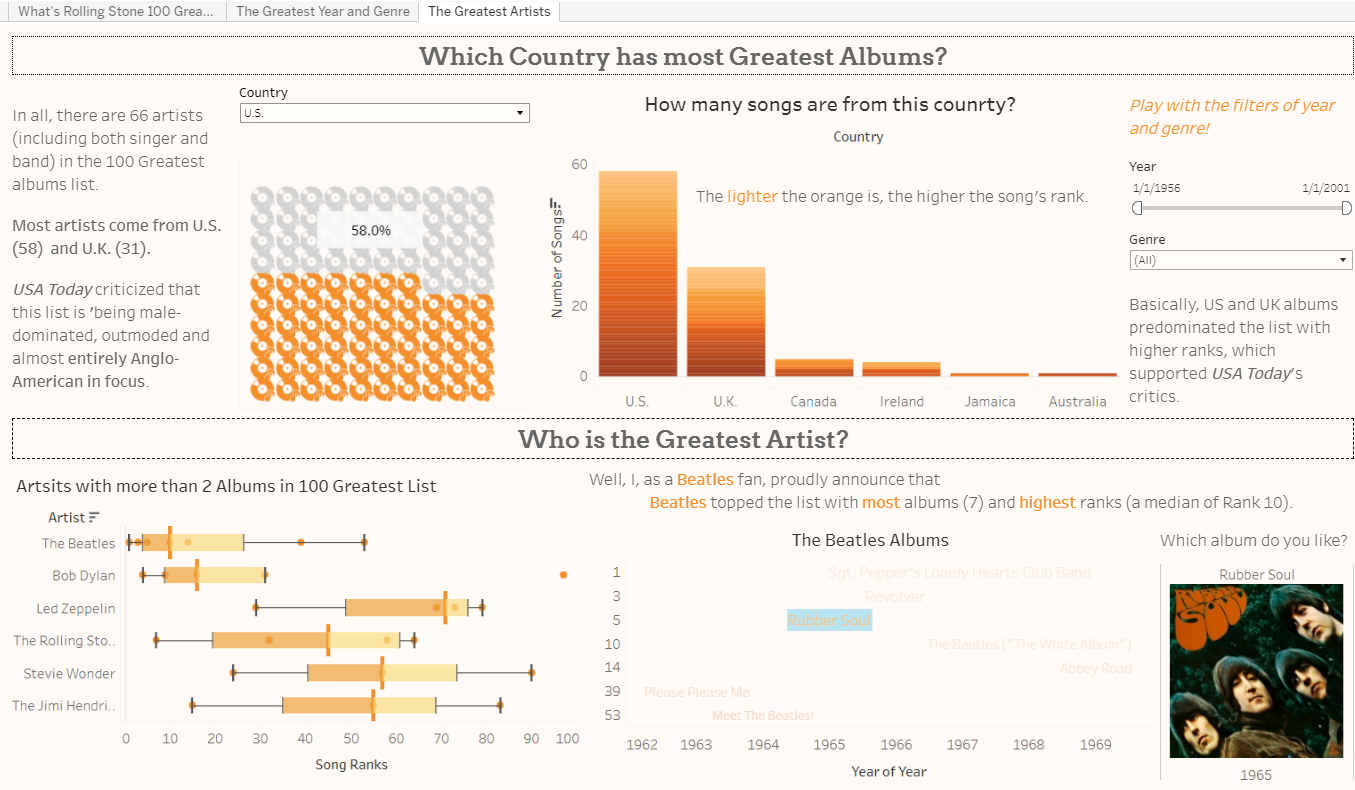 What's Rolling Stone 100 Grea...
The Greatest Year and Genre
The Greatest Artists
Which Country has most Greatest Albums?
In all, there are 66 artists
(including both singer and
band) in the 100 Greatest
albums list.
Most artists come from U.S.
(58) and U.K. (31).
USA Today criticized that
this list is 'being male-
dominated, outmoded and
almost entirely Anglo-
American in focus.
Country
U.S.
58.0%
How many songs are from this counrty?
Country
The lighter the orange is, the higher the song's rank.
Number of Songs
60
40
20
0
U.S.
U.K.
Canada
Ireland
Jamaica
Australia
Play with the filters of year
and genre!
Year
1/1/1956
1/1/2001
Genre
(All)
Basically, US and UK albums
predominated the list with
higher ranks, which
supported USA Today's
critics.
Who is the Greatest Artist?
Artsits with more than 2 Albums in 100 Greatest List
Artist
The Beatles
Bob Dylan
Led Zeppelin
The Rolling Sto..
Stevie Wonder
The Jimi Hendri..
0 10 20 30 40 50 60 70 80 90 100
Song Ranks
Well, I, as a Beatles fan, proudly announce that
Beatles topped the list with most albums (7) and highest ranks (a median of Rank 10).
The Beatles Albums
1 Sgt. Pepper's Lonely Hearts Club Band
3 Revolver
5 Rubber Soul
10 The Beatles ("The White Album")
14 Abbey Road
39 Please Please Me
53 Meet The Beatles!
1962 1963 1964 1965 1966 1967 1968 1969
Year of Year
Which album do you like?
Rubber Soul
RUBBER SOUL
1965